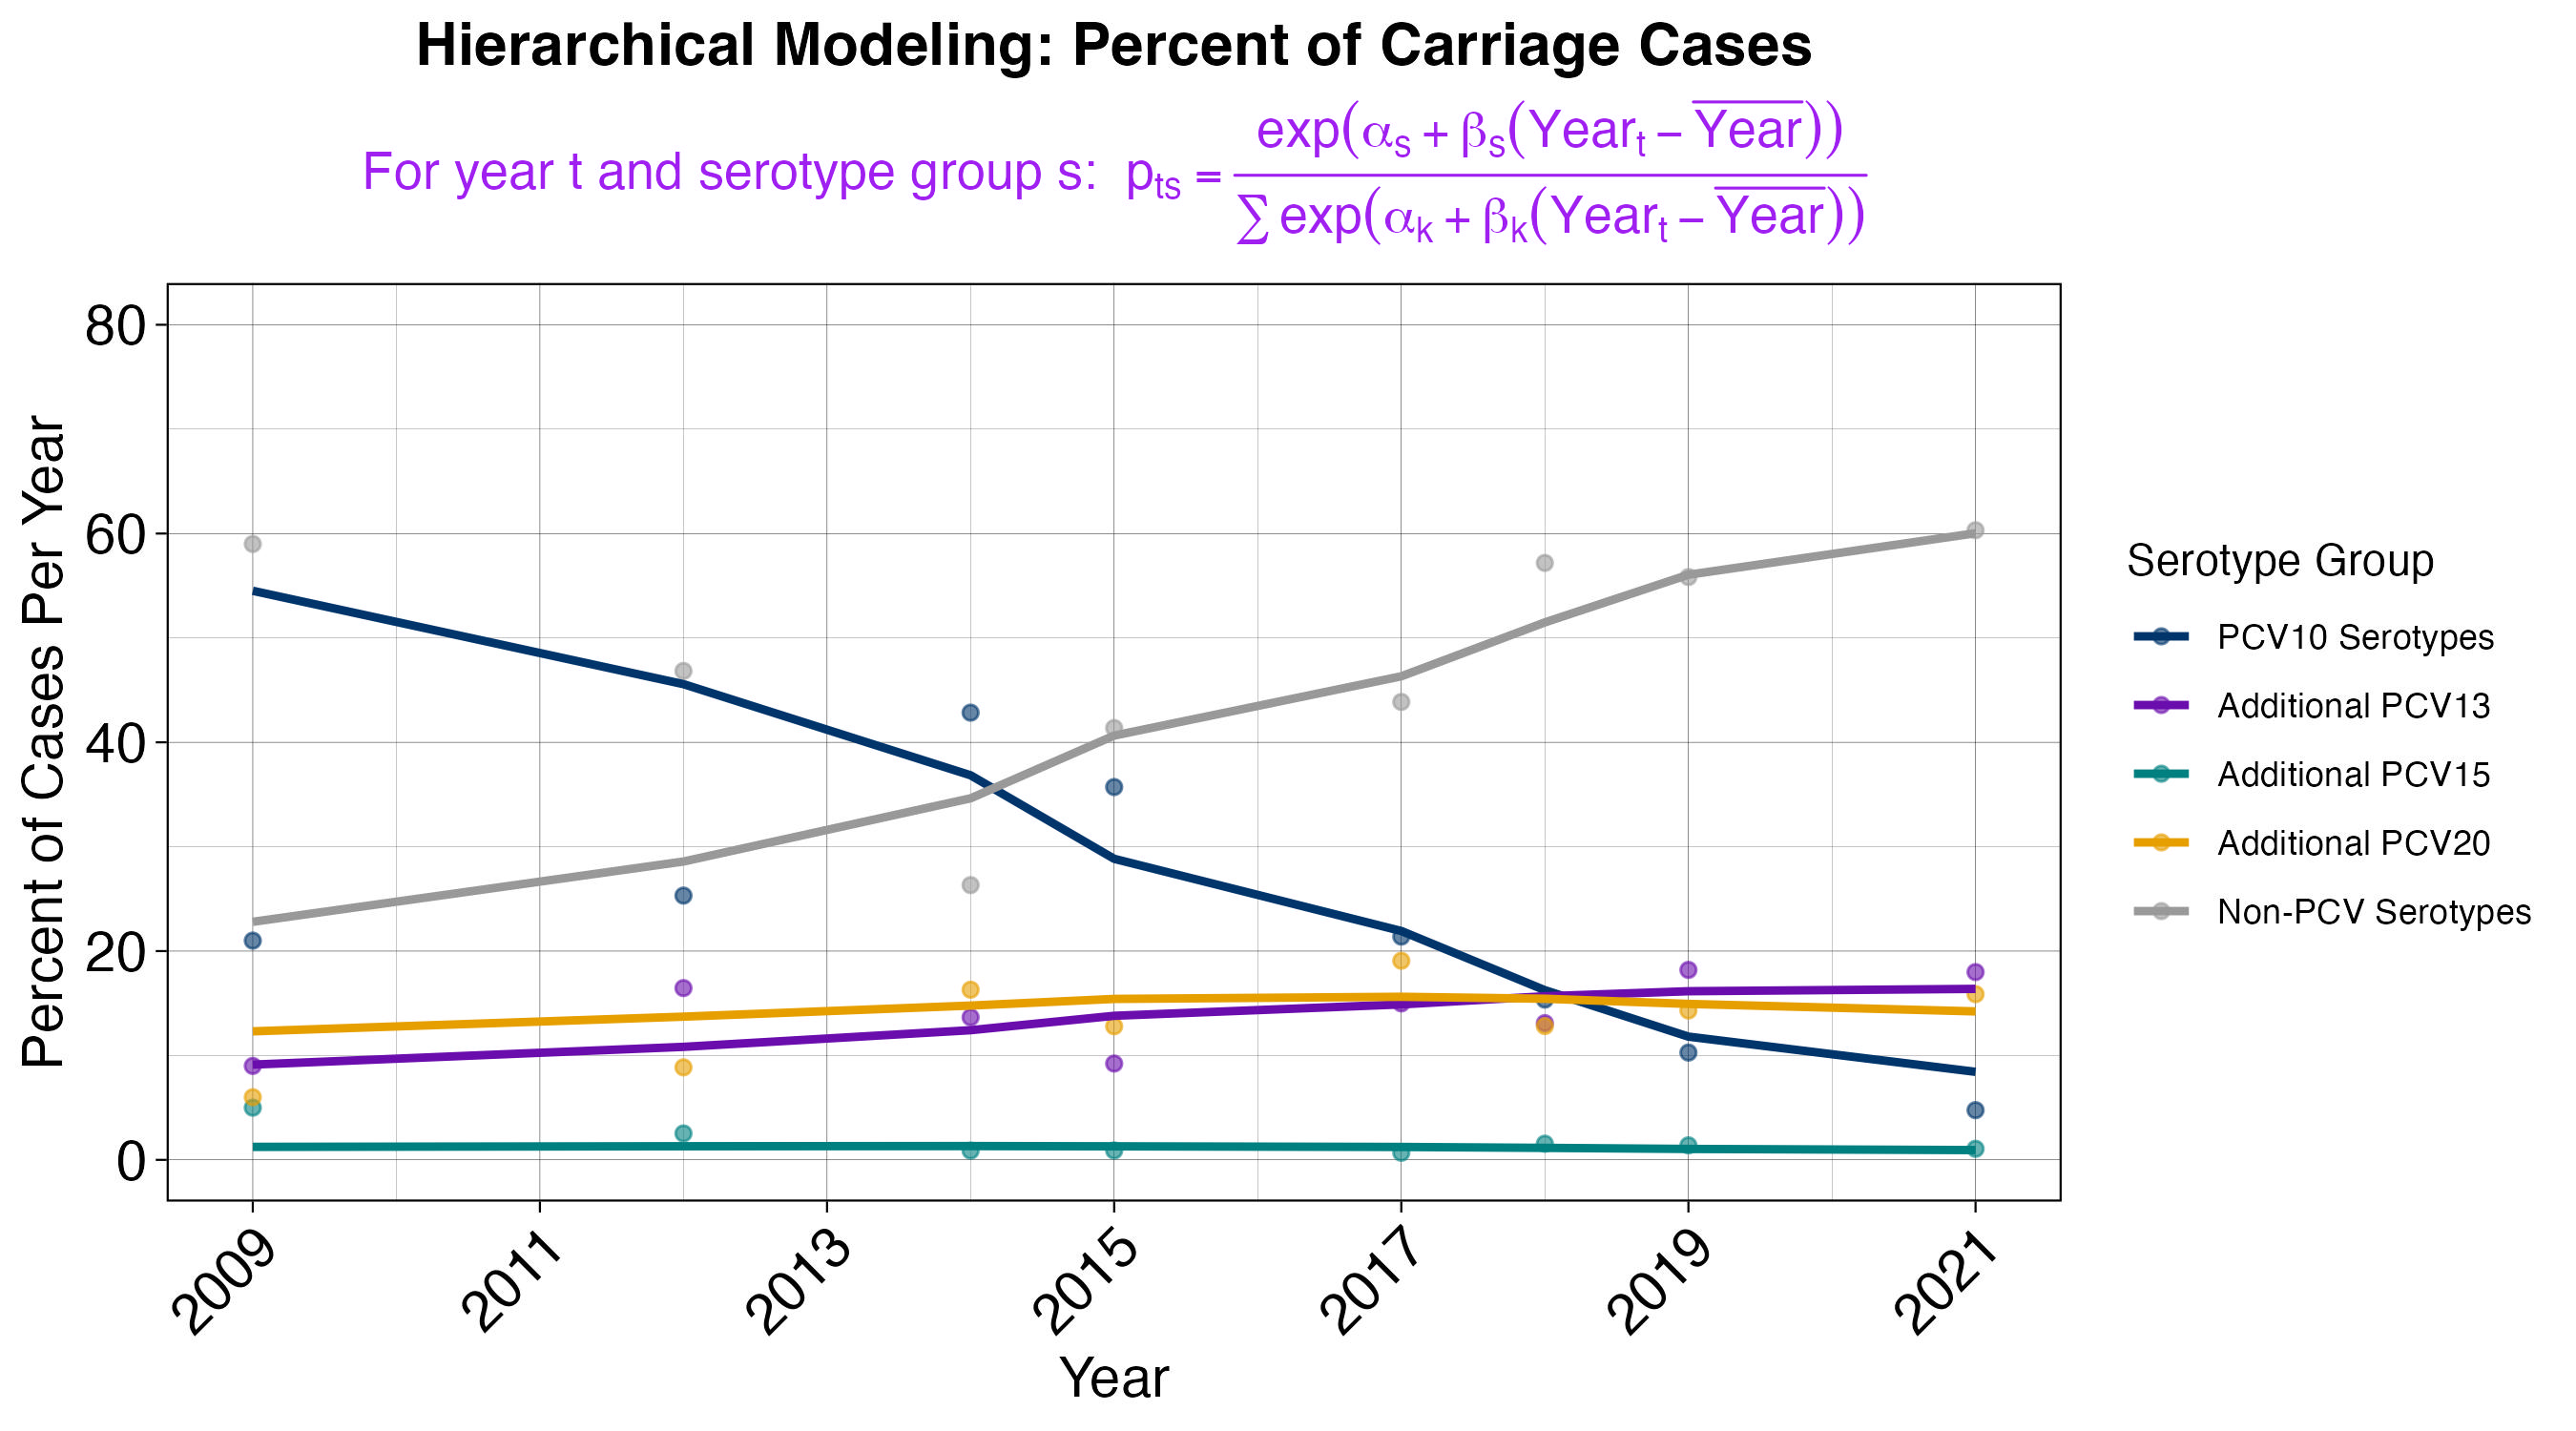 Hierarchical Modeling: Percent of Carriage Cases
exp(αs + βs(Yeart − Year))
For year t and serotype group s: pts =
∑ exp(αk + βk(Yeart − Year))
Percent of Cases Per Year
80
60
40
20
0
2009
2011
2013
2015
2017
2019
2021
Year
Serotype Group
PCV10 Serotypes
Additional PCV13
Additional PCV15
Additional PCV20
Non-PCV Serotypes